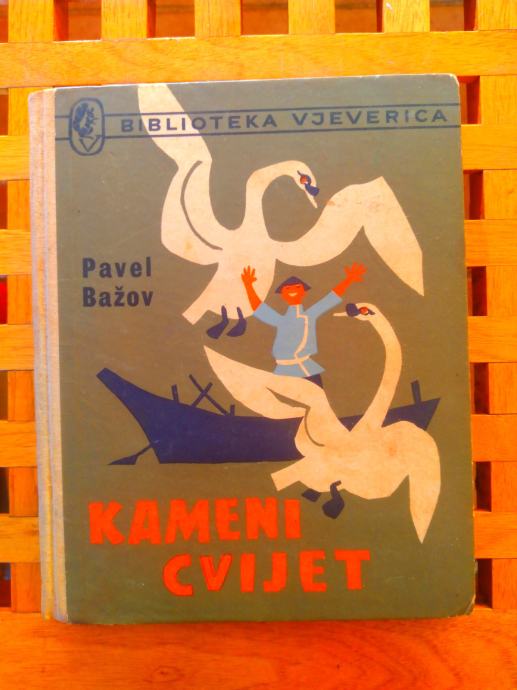 BIBLIOTEKA VJEVERICA
Pavel
Bažov
KAMENI
CVIJET